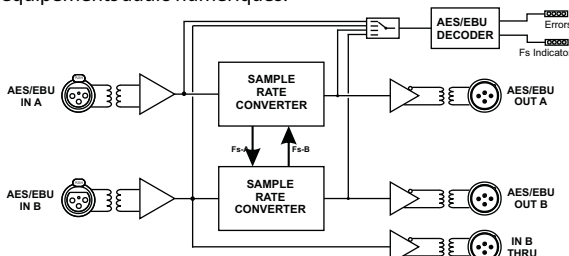 équipements audio numériques.
AES/EBU
DECODER
Errors
Fs Indicator
AES/EBU
IN A
SAMPLE
RATE
CONVERTER
AES/EBU
OUT A
Fs-A
Fs-B
AES/EBU
IN B
SAMPLE
RATE
CONVERTER
AES/EBU
OUT B
IN B
THRU